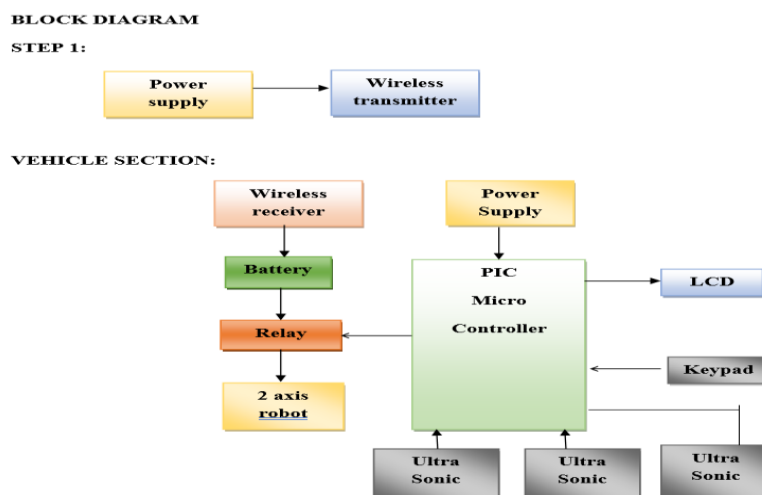 BLOCK DIAGRAM
STEP 1:
Power
supply
Wireless
transmitter
VEHICLE SECTION:
Wireless
receiver
Power
Supply
Battery
PIC
Micro
Controller
LCD
Relay
Keypad
2 axis
robot
Ultra
Sonic
Ultra
Sonic
Ultra
Sonic